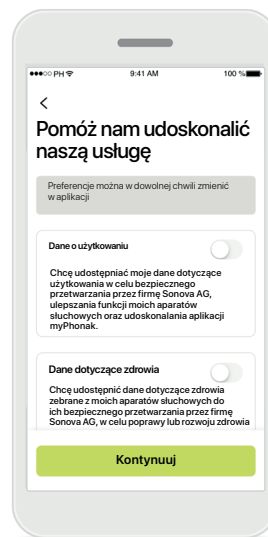 PH 9:41 AM 100 %
Pomóż nam udoskonalić
naszą usługę
Preferencje można w dowolnej chwili zmienić
w aplikacji
Dane o użytkowaniu
Chcę udostępniać moje dane dotyczące
użytkowania w celu bezpiecznego
przetwarzania przez firmę Sonova AG,
ulepszania funkcji moich aparatów
słuchowych oraz udoskonalania aplikacji
myPhonak.
Dane dotyczące zdrowia
Chcę udostępnić dane dotyczące zdrowia
zebrane z moich aparatów słuchowych do
ich bezpiecznego przetwarzania przez firmę
Sonova AG, w celu poprawy lub rozwoju zdrowia
Kontynuuj